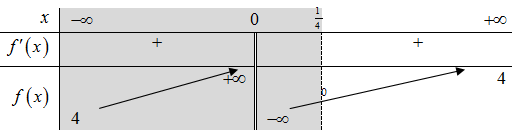 x −∞ 0 1/4 +∞
f′(x) + +
+∞ 4
f(x) 0
4 −∞